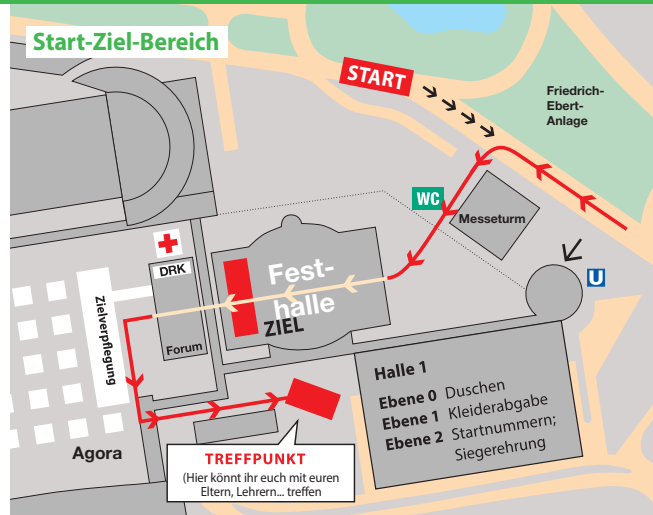 Start-Ziel-Bereich
START
Friedrich-
Ebert-
Anlage
WC
Messeturm
U
DRK
Fest-
halle
ZIEL
Zielverpflegung
Forum
Halle 1
Ebene 0 Duschen
Ebene 1 Kleiderabgabe
Ebene 2 Startnummern;
Siegerehrung
Agora
TREFFPUNKT
(Hier könnt ihr euch mit euren
Eltern, Lehrern... treffen